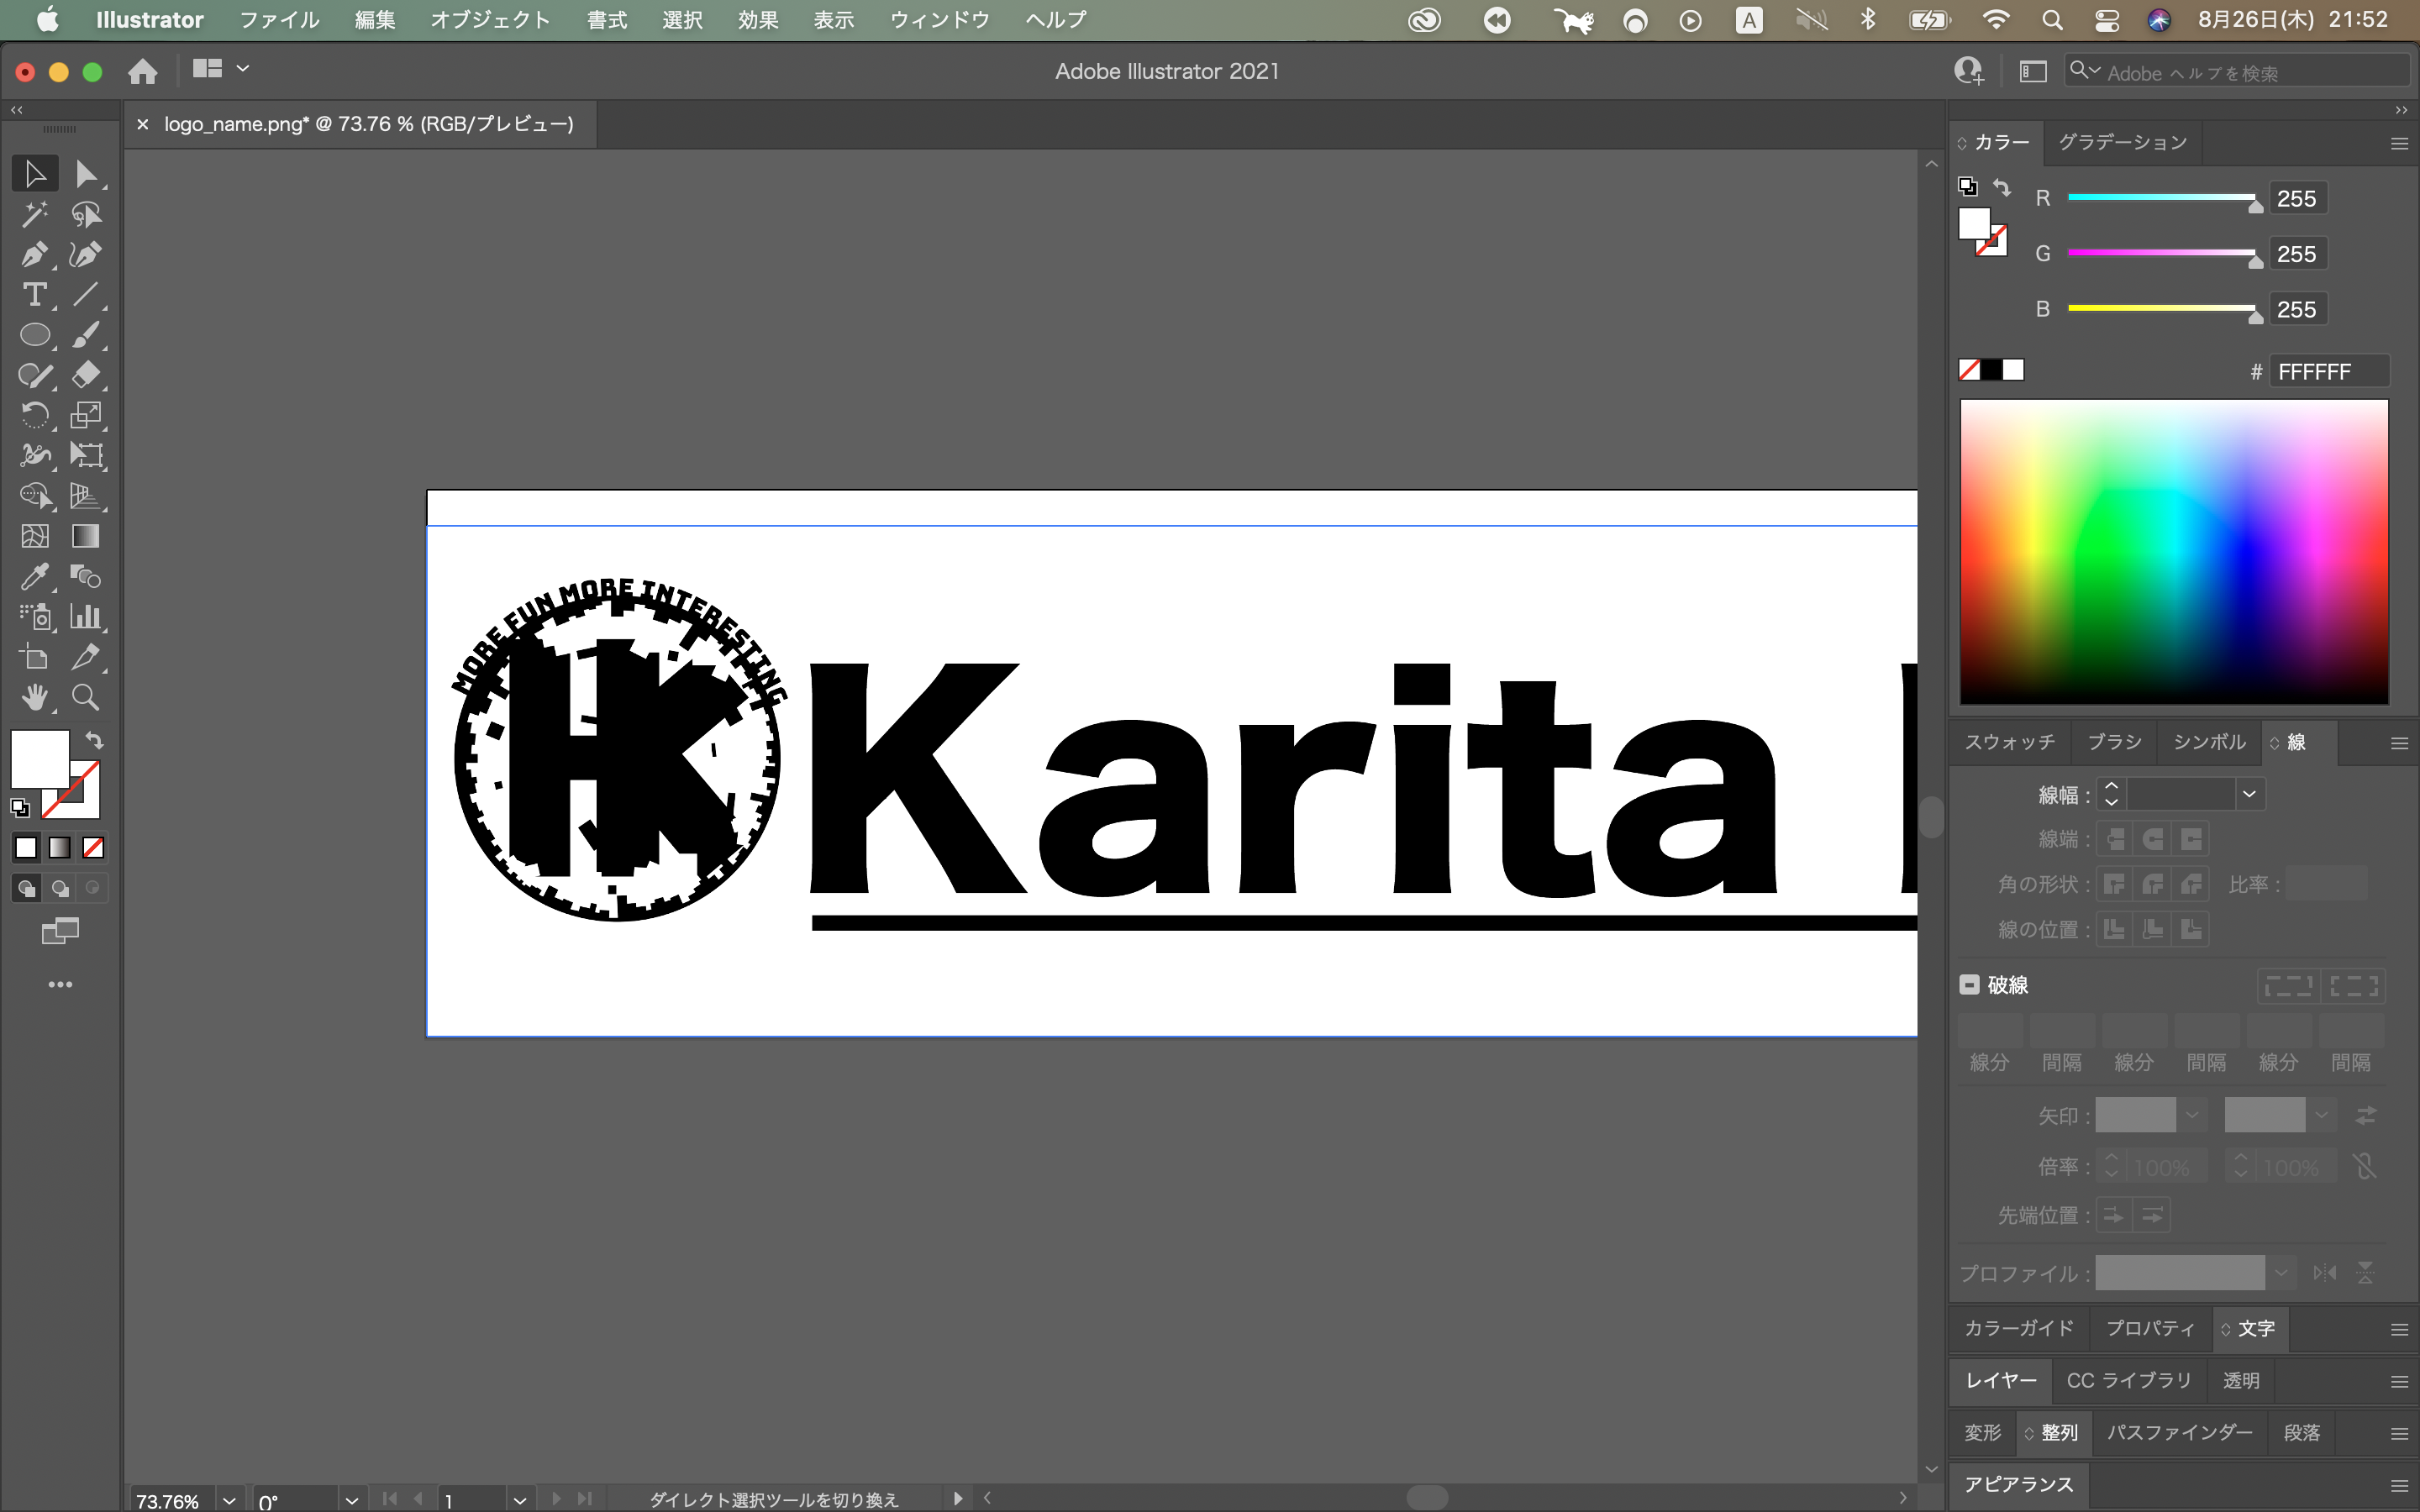 Illustrator ファイル 編集 オブジェクト 書式 選択 効果 表示 ウィンドウ ヘルプ A 8月26日(木) 21:52
Adobe Illustrator 2021
Adobe ヘルプを検索
logo_name.png* @ 73.76 % (RGB/プレビュー)
カラー グラデーション
R 255
G 255
B 255
# FFFFFF
MORE FUN MORE INTERESTING
HK
Karita
スウォッチ ブラシ シンボル 線
線幅 :
線端 :
角の形状 : 比率 :
線の位置 :
破線
線分 間隔 線分 間隔 線分 間隔
矢印 :
倍率 : 100% 100%
先端位置 :
プロファイル :
カラーガイド プロパティ 文字
レイヤー CC ライブラリ 透明
変形 整列 パスファインダー 段落
アピアランス
73.76% 0° 1 ダイレクト選択ツールを切り換え